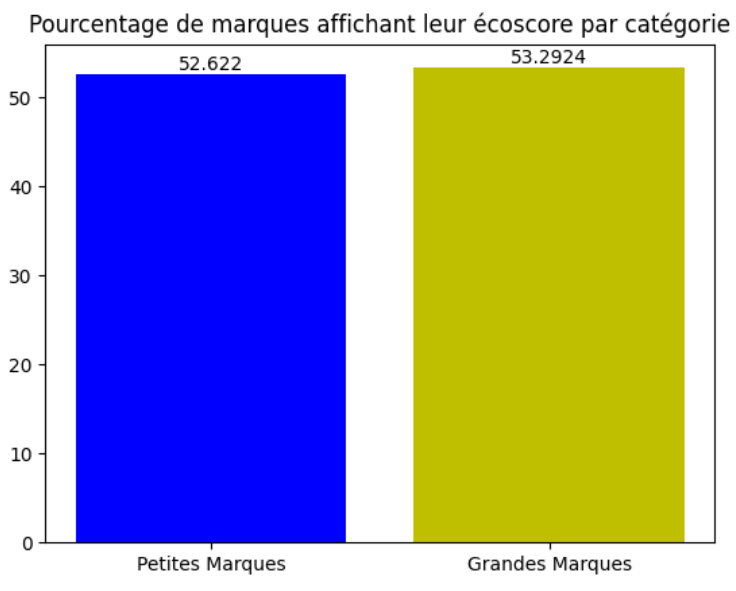 Pourcentage de marques affichant leur écoscore par catégorie
52.622
53.2924
50
40
30
20
10
0
Petites Marques
Grandes Marques